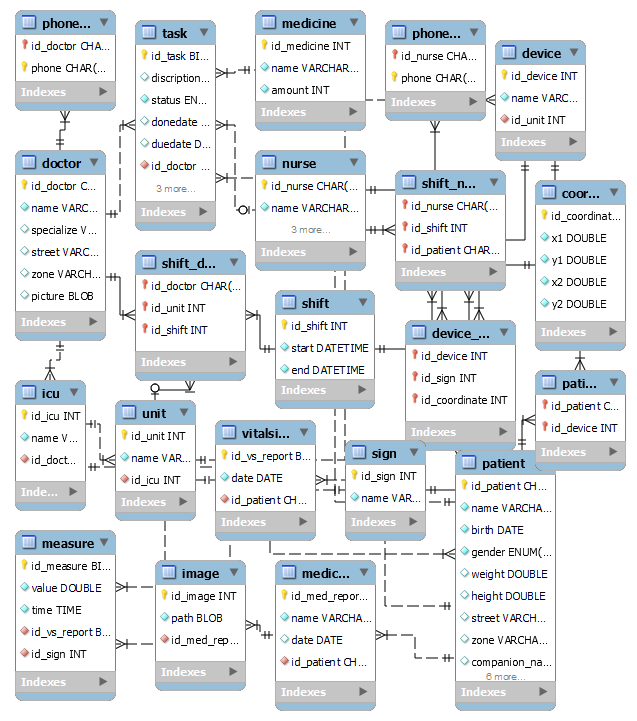 phone...
id_doctor CHA...
phone CHAR(...
Indexes
task
id_task BI...
discription...
status EN...
donedate ...
duedate D...
id_doctor ...
3 more...
Indexes
medicine
id_medicine INT
name VARCHAR...
amount INT
Indexes
phone...
id_nurse CHA...
phone CHAR(...
Indexes
device
id_device INT
name VARC...
id_unit INT
Indexes
doctor
id_doctor C...
name VARC...
specialize V...
street VARC...
zone VARCH...
picture BLOB
Indexes
nurse
id_nurse CHAR(...
name VARCHAR...
3 more...
Indexes
shift_n...
id_nurse CHAR(...
id_shift INT
id_patient CHAR...
Indexes
coor...
id_coordinat...
x1 DOUBLE
y1 DOUBLE
x2 DOUBLE
y2 DOUBLE
Indexes
shift_d...
id_doctor CHAR(...
id_unit INT
id_shift INT
Indexes
shift
id_shift INT
start DATETIME
end DATETIME
Indexes
device_...
id_device INT
id_sign INT
id_coordinate INT
Indexes
pati...
id_patient C...
id_device INT
Indexes
icu
id_icu INT
name V...
id_doct...
Inde...
unit
id_unit INT
name VAR...
id_icu INT
Indexes
vitalsi...
id_vs_report B...
date DATE
id_patient CH...
Indexes
sign
id_sign INT
name VAR...
Indexes
patient
id_patient CH...
name VARCHA...
birth DATE
gender ENUM(...
weight DOUBLE
height DOUBLE
street VARCH...
zone VARCHA...
companion_na...
6 more...
Indexes
measure
id_measure BI...
value DOUBLE
time TIME
id_vs_report B...
id_sign INT
Indexes
image
id_image INT
path BLOB
id_med_rep...
Indexes
medic...
id_med_repor...
name VARCHA...
date DATE
id_patient CH...
Indexes